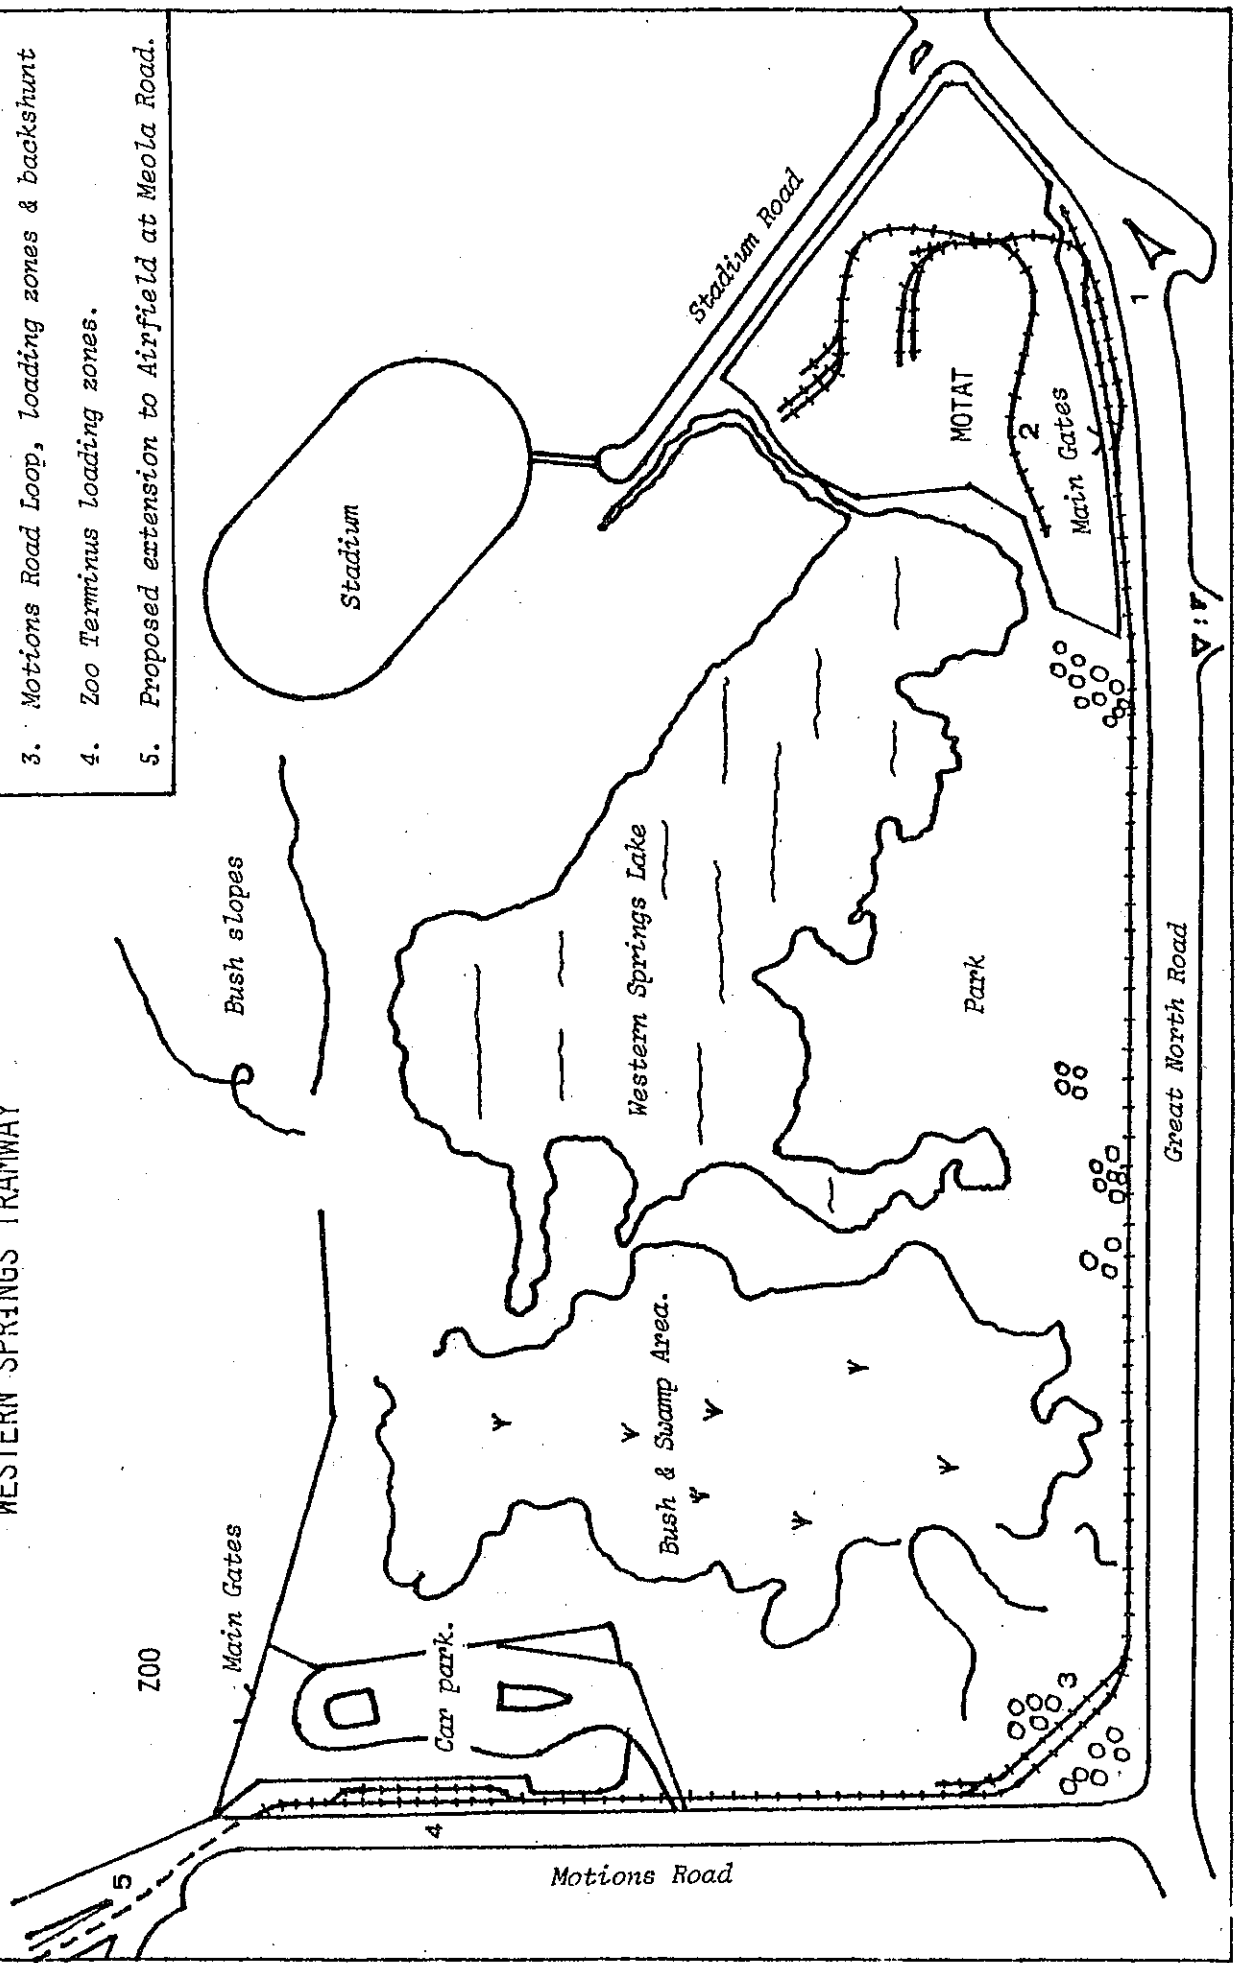 WESTERN SPRINGS TRAMWAY
3. Motions Road Loop, loading zones & backshunt
4. Zoo Terminus loading zones.
5. Proposed extension to Airfield at Meola Road.
ZOO
Main Gates
Bush slopes
Stadium
Stadium Road
Car park.
Bush & Swamp Area.
Western Springs Lake
MOTAT
2
Main Gates
Park
1
3
4
5
Motions Road
Great North Road